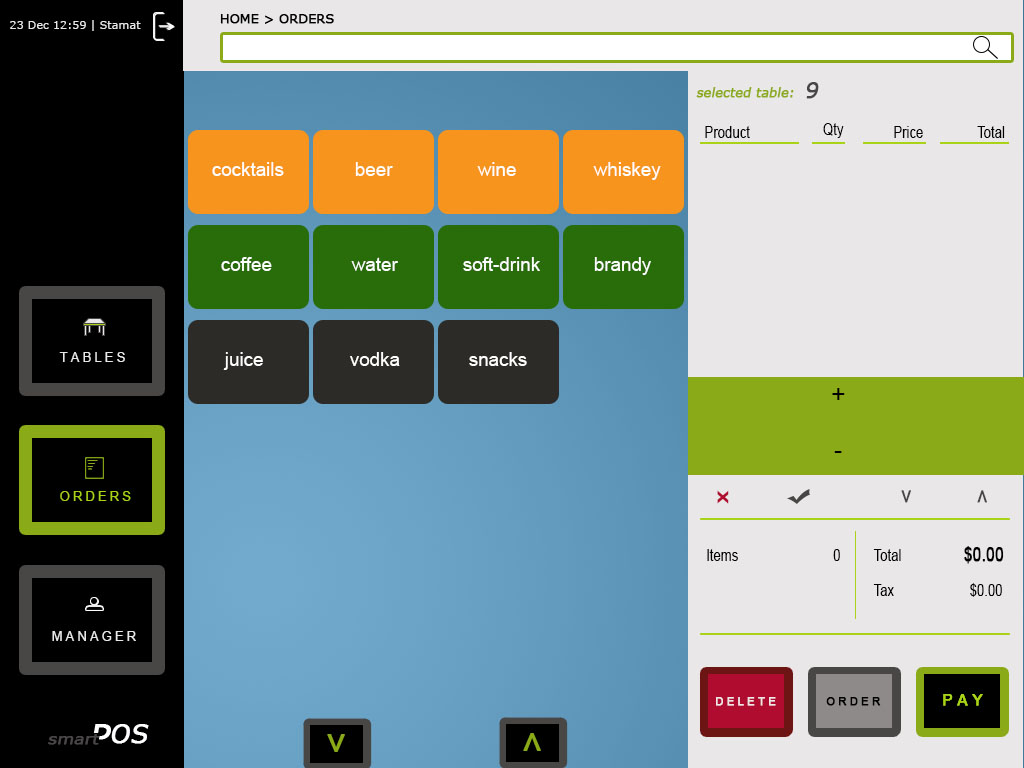 23 Dec 12:59 | Stamat
HOME > ORDERS
selected table: 9
Product Qty Price Total
cocktails beer wine whiskey
coffee water soft-drink brandy
juice vodka snacks
TABLES
ORDERS
MANAGER
+
-
Items 0 Total $0.00
Tax $0.00
DELETE ORDER PAY
smartPOS